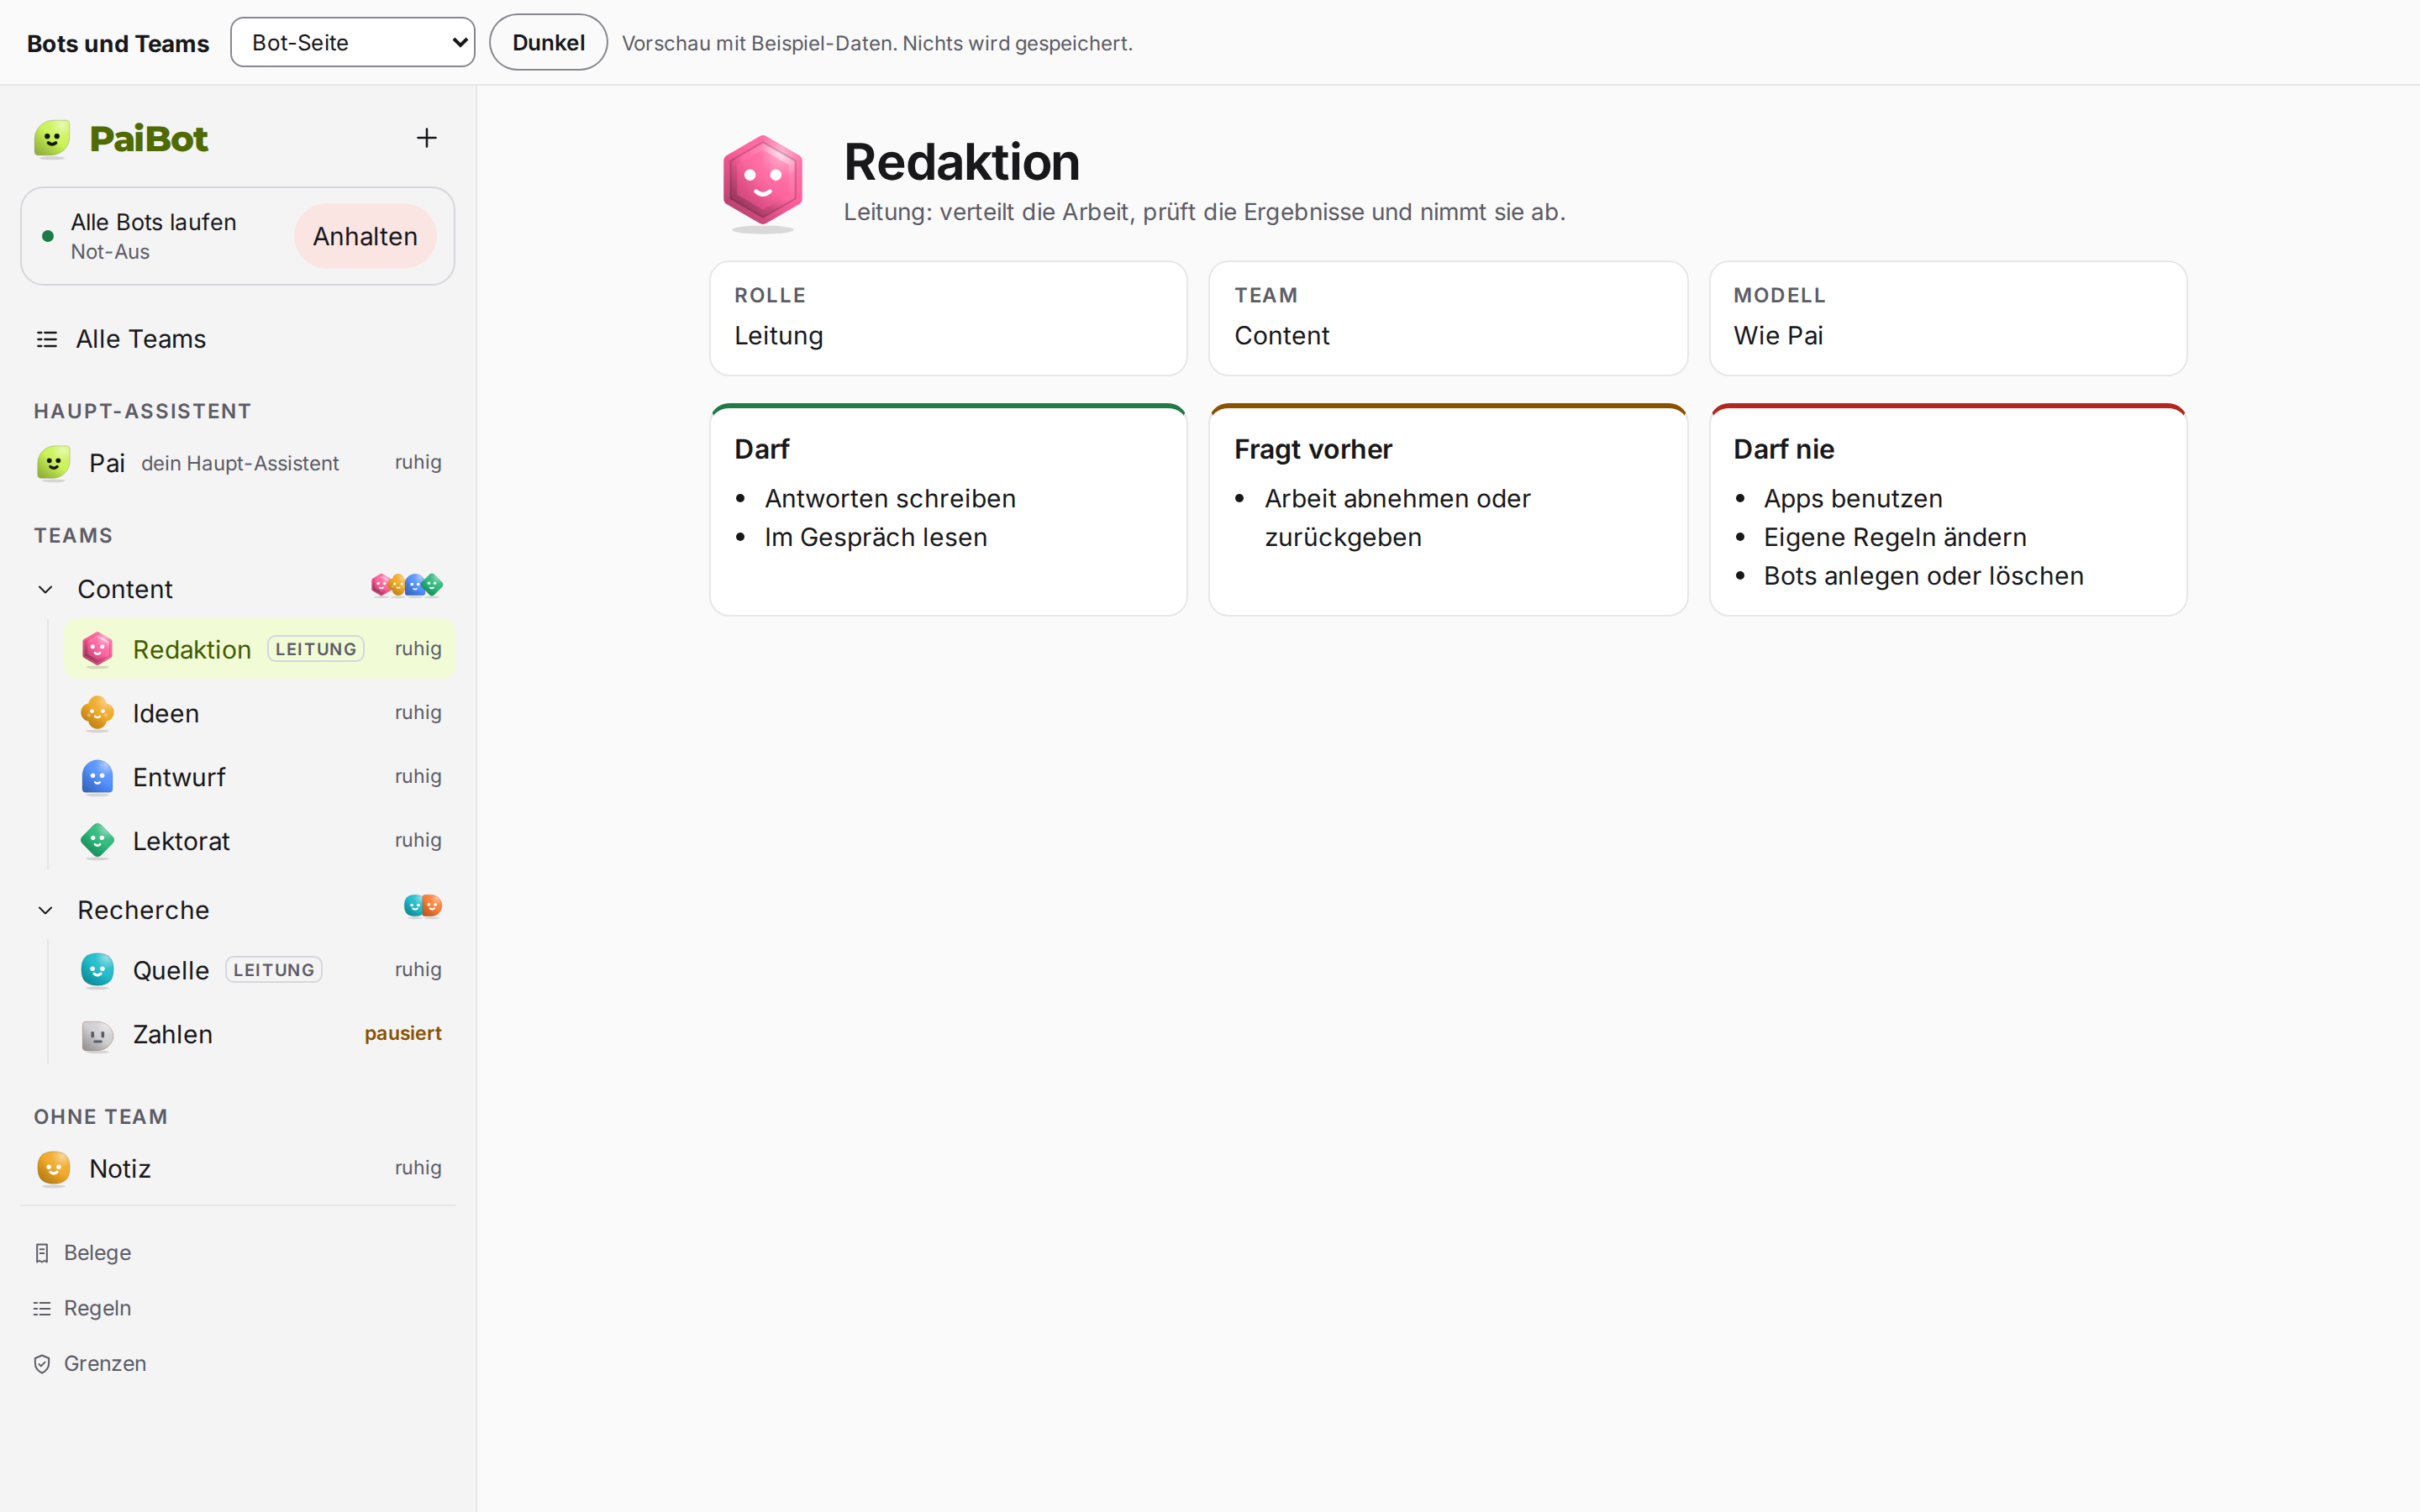 Bots und Teams
Bot-Seite
Dunkel
Vorschau mit Beispiel-Daten. Nichts wird gespeichert.
PaiBot
Alle Bots laufen
Not-Aus
Anhalten
Alle Teams
HAUPT-ASSISTENT
Pai dein Haupt-Assistent ruhig
TEAMS
Content
Redaktion LEITUNG ruhig
Ideen ruhig
Entwurf ruhig
Lektorat ruhig
Recherche
Quelle LEITUNG ruhig
Zahlen pausiert
OHNE TEAM
Notiz ruhig
Belege
Regeln
Grenzen
Redaktion
Leitung: verteilt die Arbeit, prüft die Ergebnisse und nimmt sie ab.
ROLLE
Leitung
TEAM
Content
MODELL
Wie Pai
Darf
• Antworten schreiben
• Im Gespräch lesen
Fragt vorher
• Arbeit abnehmen oder
zurückgeben
Darf nie
• Apps benutzen
• Eigene Regeln ändern
• Bots anlegen oder löschen